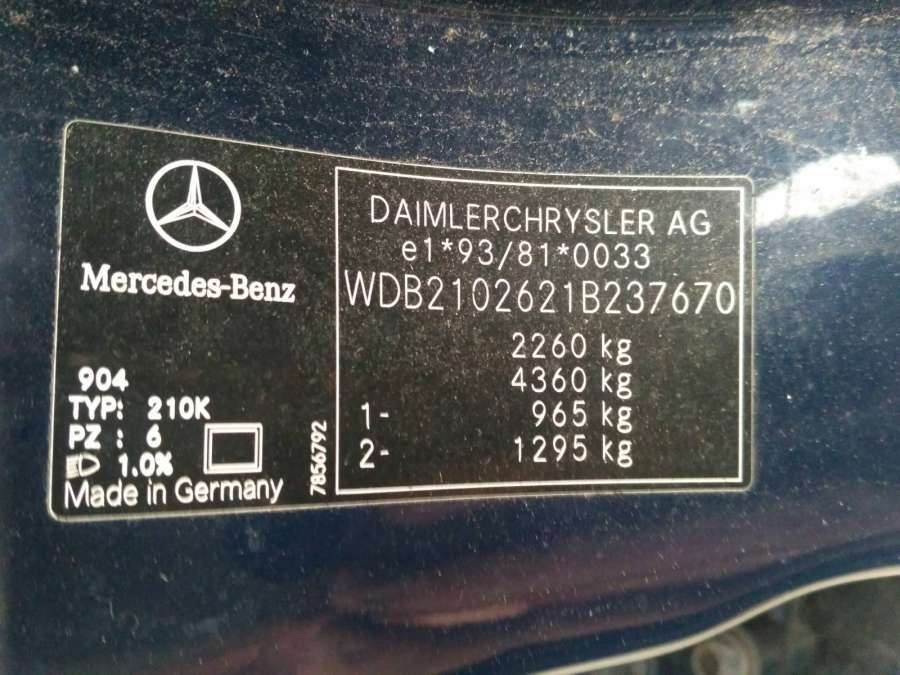 Mercedes-Benz
904
TYP: 210K
PZ : 6
1.0%
Made in Germany
7856792
DAIMLERCHRYSLER AG
e1*93/81*0033
WDB2102621B237670
2260 kg
4360 kg
1- 965 kg
2- 1295 kg